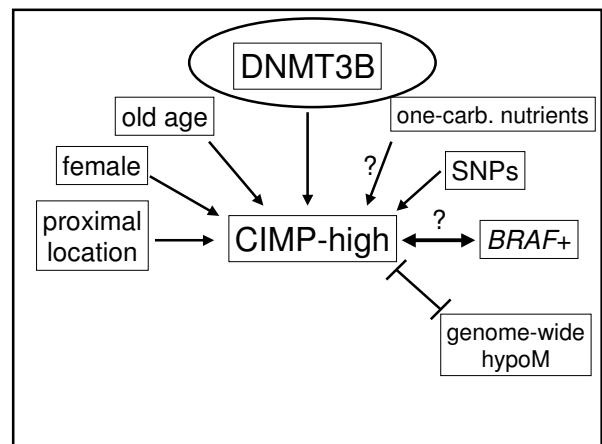 DNMT3B
old age
one-carb. nutrients
female
?
SNPs
proximal
location
CIMP-high
?
BRAF+
genome-wide
hypoM